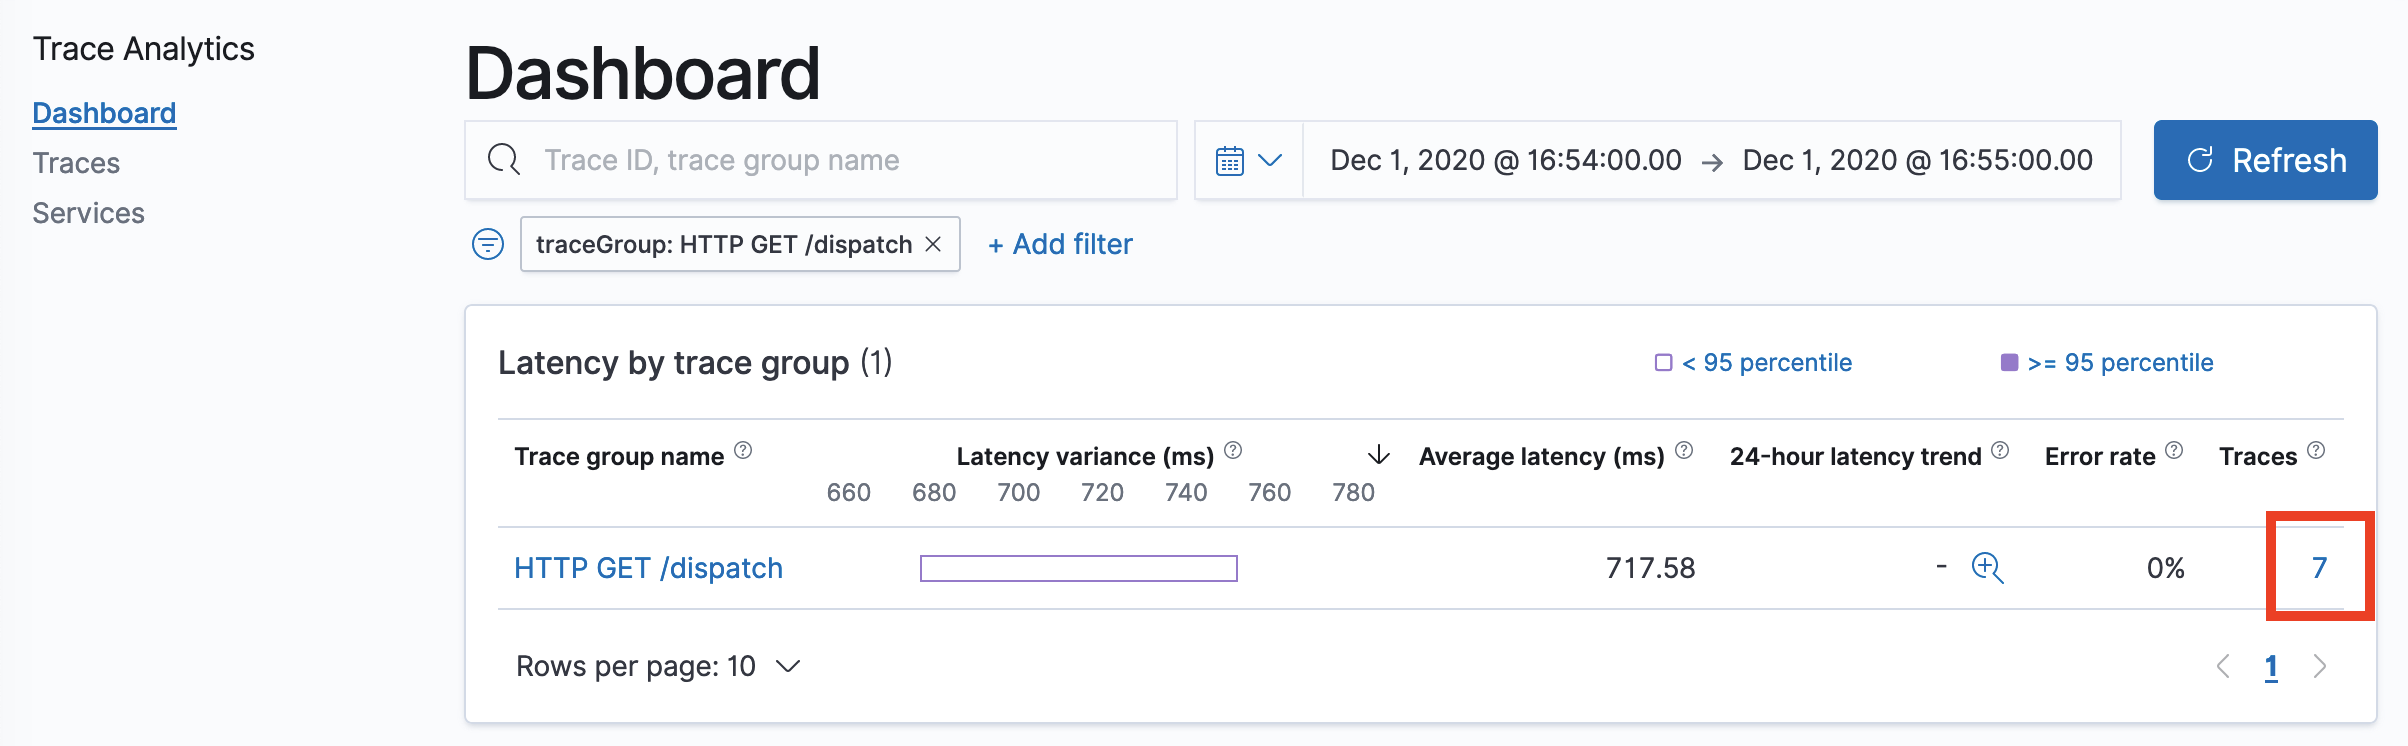 Trace Analytics
Dashboard
Traces
Services
Dashboard
Trace ID, trace group name
Dec 1, 2020 @ 16:54:00.00 → Dec 1, 2020 @ 16:55:00.00
Refresh
traceGroup: HTTP GET /dispatch ×
+ Add filter
Latency by trace group (1)
< 95 percentile
>= 95 percentile
Trace group name Latency variance (ms) Average latency (ms) 24-hour latency trend Error rate Traces
660 680 700 720 740 760 780
HTTP GET /dispatch 717.58 - 0% 7
Rows per page: 10
1